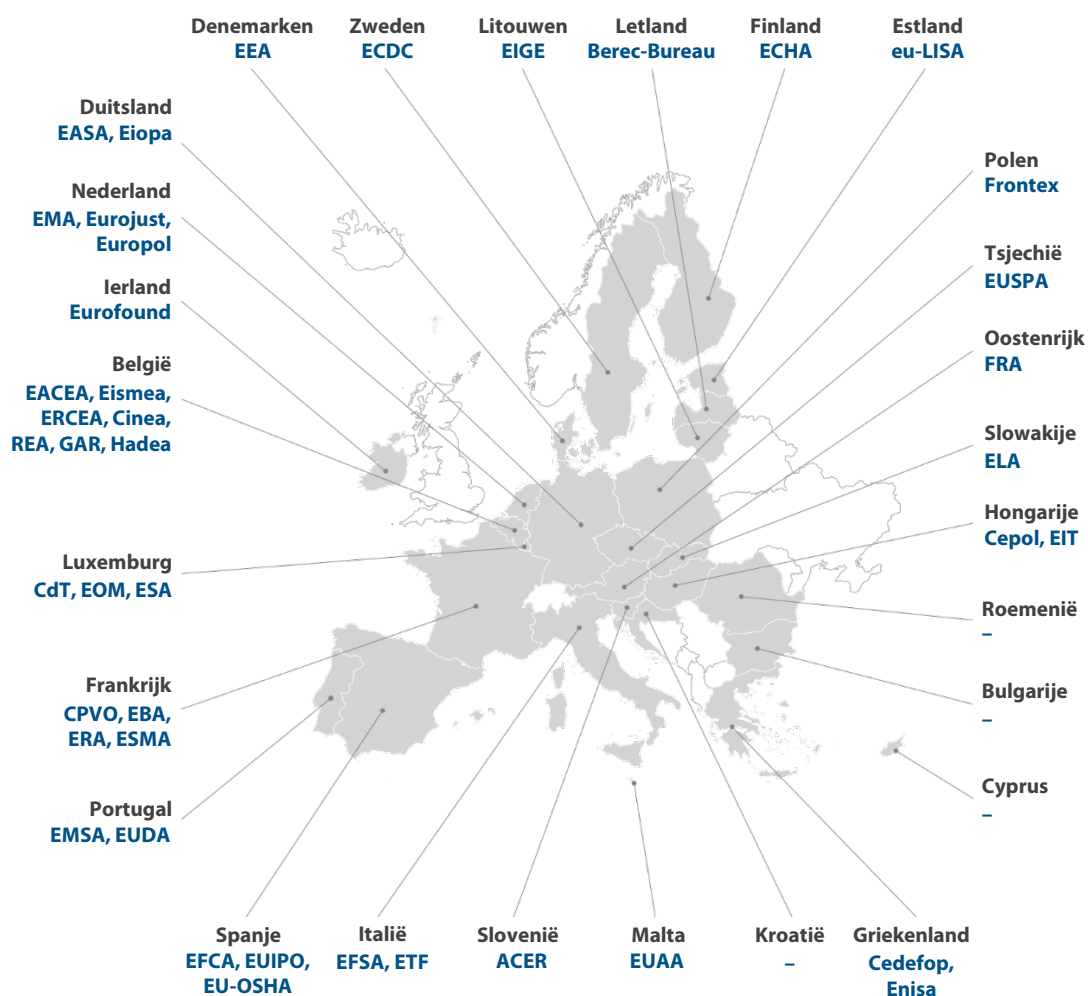 Denemarken
EEA
Zweden
ECDC
Litouwen
EIGE
Letland
Berec-Bureau
Finland
ECHA
Estland
eu-LISA
Duitsland
EASA, Eiopa
Nederland
EMA, Eurojust,
Europol
Ierland
Eurofound
België
EACEA, Eismea,
ERCEA, Cinea,
REA, GAR, Hadea
Luxemburg
CdT, EOM, ESA
Frankrijk
CPVO, EBA,
ERA, ESMA
Portugal
EMSA, EUDA
Polen
Frontex
Tsjechië
EUSPA
Oostenrijk
FRA
Slowakije
ELA
Hongarije
Cepol, EIT
Roemenië
–
Bulgarije
–
Cyprus
–
Spanje
EFCA, EUIPO,
EU-OSHA
Italië
EFSA, ETF
Slovenië
ACER
Malta
EUAA
Kroatië
–
Griekenland
Cedefop,
Enisa